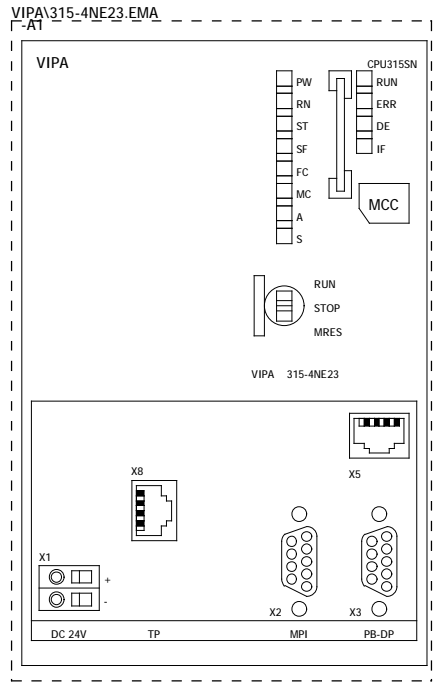 VIPA\315-4NE23.EMA
-A1
VIPA
CPU315SN
PW
RUN
RN
ERR
ST
DE
SF
IF
FC
MC
MCC
A
S
RUN
STOP
MRES
VIPA 315-4NE23
X8
X5
X1
+
-
X2
X3
DC 24V
TP
MPI
PB-DP